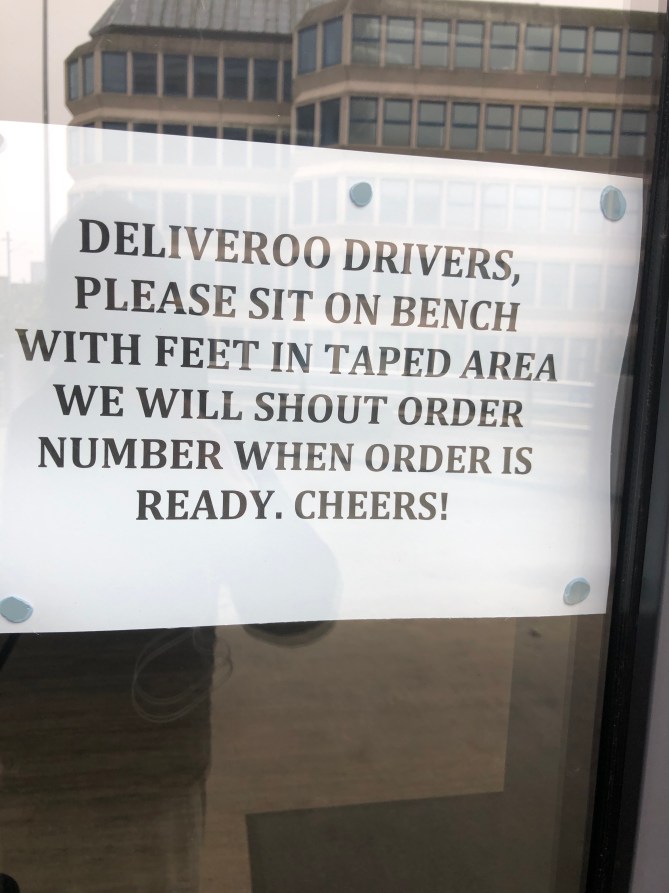 DELIVEROO DRIVERS,
PLEASE SIT ON BENCH
WITH FEET IN TAPED AREA
WE WILL SHOUT ORDER
NUMBER WHEN ORDER IS
READY. CHEERS!